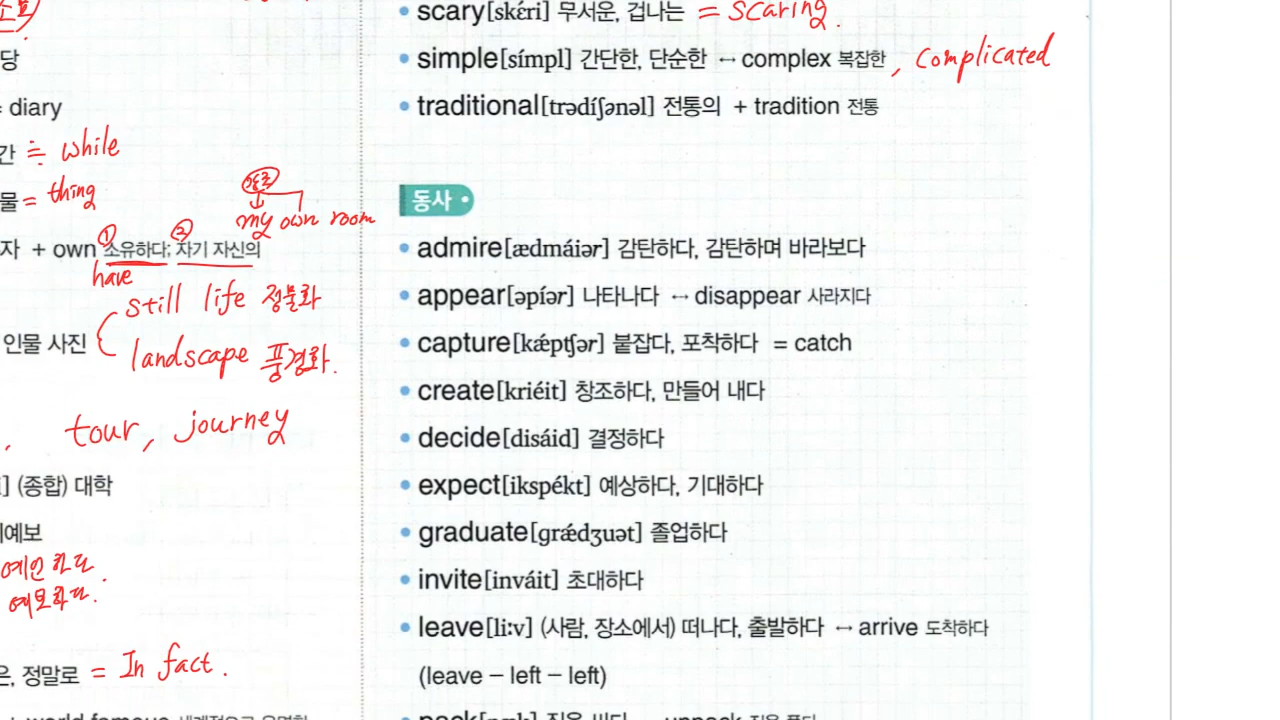 당
= diary
간 ≒ while
물 = thing
my own room
자 + own ①소유하다; ②자기 자신의
have
still life 정물화
인물 사진
landscape 풍경화.
, tour, journey
] (종합) 대학
예보
예언하다
예보하다.
은, 정말로 = In fact.
scary[skέri] 무서운, 겁나는 = scaring.
simple[símpl] 간단한, 단순한 ↔ complex 복잡한, complicated
traditional[trədíʃənəl] 전통의 + tradition 전통
동사
admire[ædmáiər] 감탄하다, 감탄하며 바라보다
appear[əpíər] 나타나다 ↔ disappear 사라지다
capture[kǽptʃər] 붙잡다, 포착하다 = catch
create[kriéit] 창조하다, 만들어 내다
decide[disáid] 결정하다
expect[ikspékt] 예상하다, 기대하다
graduate[grǽdʒuət] 졸업하다
invite[inváit] 초대하다
leave[li:v] (사람, 장소에서) 떠나다, 출발하다 ↔ arrive 도착하다
(leave – left – left)